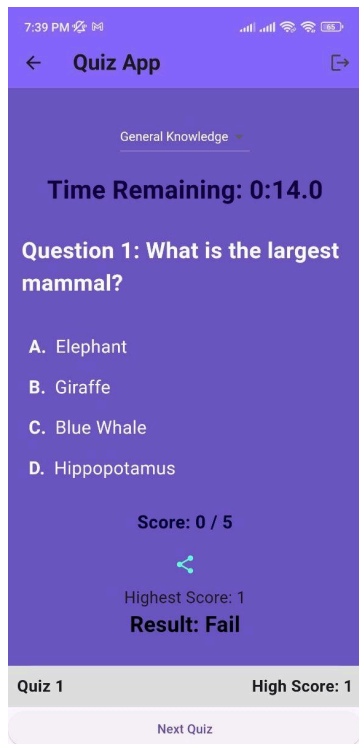 7:39 PM
65
Quiz App
General Knowledge
Time Remaining: 0:14.0
Question 1: What is the largest
mammal?
A. Elephant
B. Giraffe
C. Blue Whale
D. Hippopotamus
Score: 0 / 5
Highest Score: 1
Result: Fail
Quiz 1 High Score: 1
Next Quiz